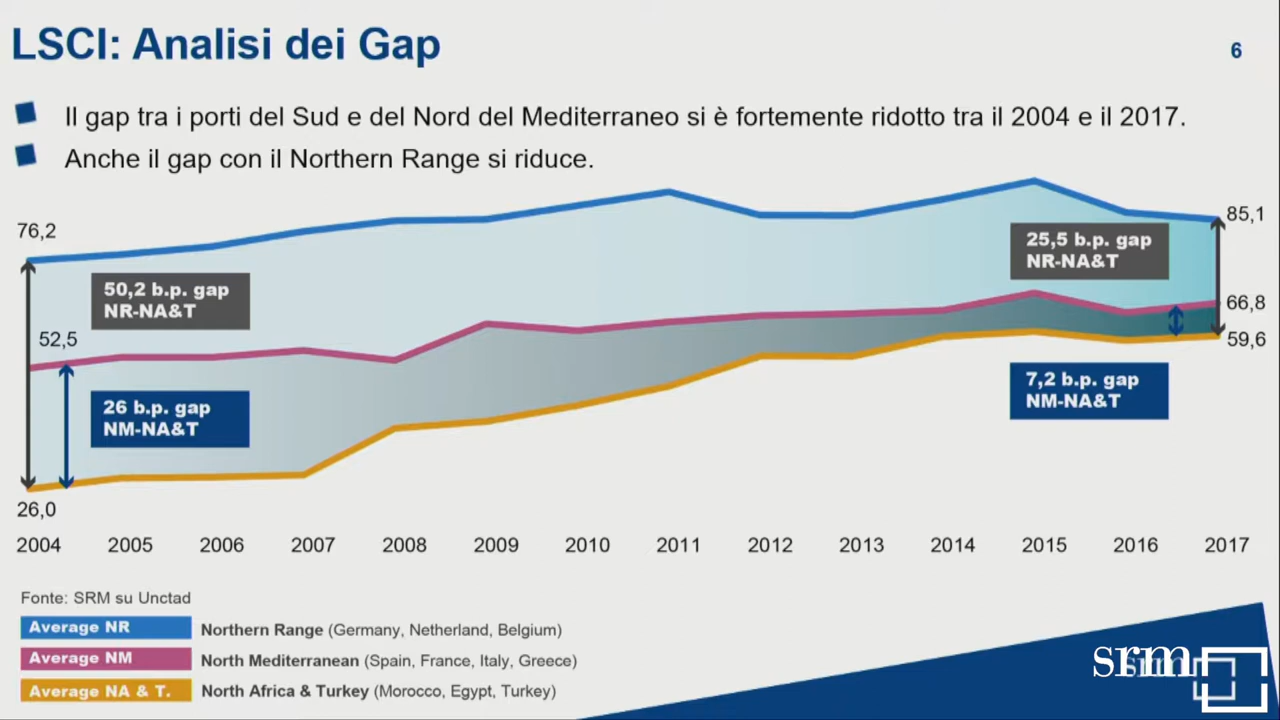 LSCI: Analisi dei Gap
6
Il gap tra i porti del Sud e del Nord del Mediterraneo si è fortemente ridotto tra il 2004 e il 2017.
Anche il gap con il Northern Range si riduce.
76,2
85,1
25,5 b.p. gap
NR-NA&T
50,2 b.p. gap
NR-NA&T
66,8
52,5
59,6
7,2 b.p. gap
NM-NA&T
26 b.p. gap
NM-NA&T
26,0
2004 2005 2006 2007 2008 2009 2010 2011 2012 2013 2014 2015 2016 2017
Fonte: SRM su Unctad
Average NR Northern Range (Germany, Netherland, Belgium)
Average NM North Mediterranean (Spain, France, Italy, Greece)
Average NA & T. North Africa & Turkey (Morocco, Egypt, Turkey)
srm
srm